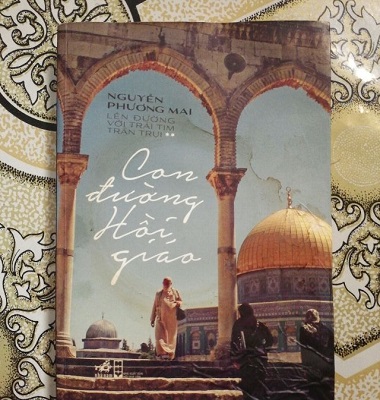 NGUYỄN
PHƯƠNG MAI
LÊN ĐƯỜNG
VỚI TRÁI TIM
TRẦN TRỤI
Con
đường
Hồi
giáo